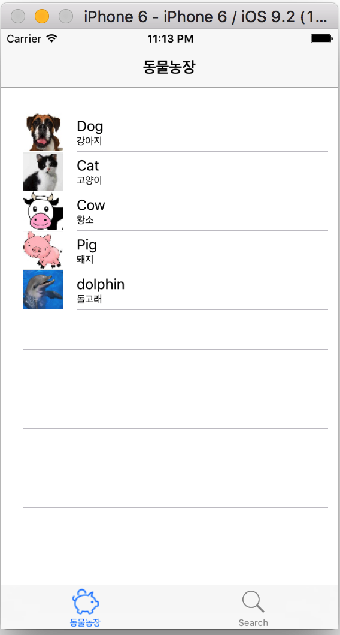 iPhone 6 - iPhone 6 / iOS 9.2 (1...
Carrier 11:13 PM
동물농장
Dog
강아지
Cat
고양이
Cow
황소
Pig
돼지
dolphin
돌고래
동물농장 Search